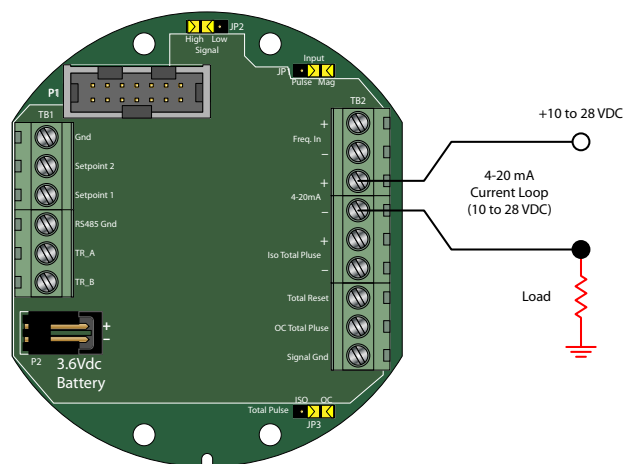 JP2
High Low
Signal
Input
JP1
Pulse Mag
P1
TB1
Gnd
Setpoint 2
Setpoint 1
RS485 Gnd
TR_A
TR_B
TB2
+
Freq. In
−
+
4-20mA
−
+
Iso Total Pluse
−
Total Reset
OC Total Pluse
Signal Gnd
+
−
P2
3.6Vdc
Battery
ISO OC
Total Pulse
JP3
+10 to 28 VDC
4-20 mA
Current Loop
(10 to 28 VDC)
Load